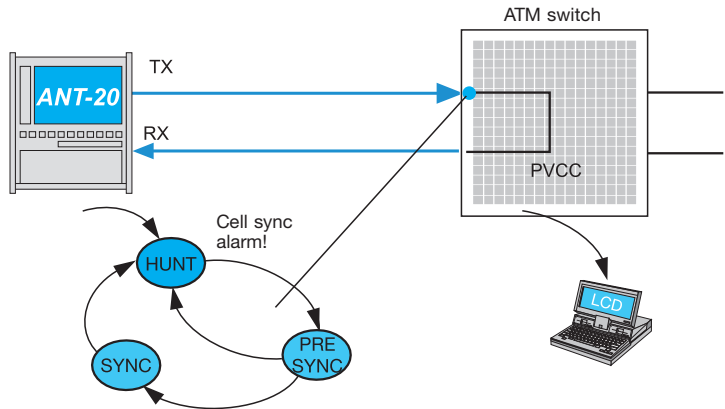 ATM switch
TX
ANT-20
RX
PVCC
Cell sync
alarm!
HUNT
LCD
PRE
SYNC
SYNC